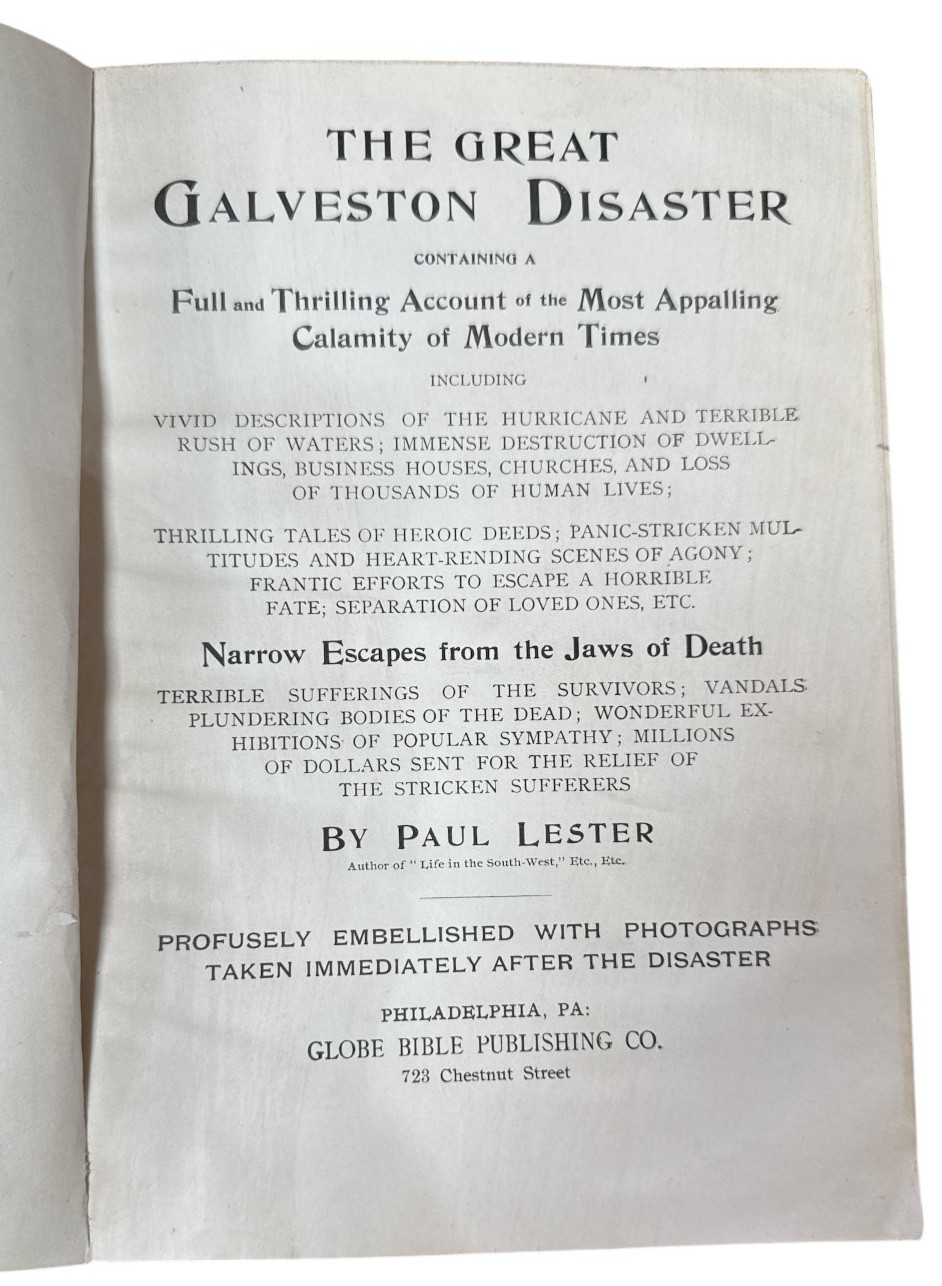 THE GREAT
GALVESTON DISASTER
CONTAINING A
Full and Thrilling Account of the Most Appalling
Calamity of Modern Times
INCLUDING
VIVID DESCRIPTIONS OF THE HURRICANE AND TERRIBLE
RUSH OF WATERS; IMMENSE DESTRUCTION OF DWELL-
INGS, BUSINESS HOUSES, CHURCHES, AND LOSS
OF THOUSANDS OF HUMAN LIVES;
THRILLING TALES OF HEROIC DEEDS; PANIC-STRICKEN MUL-
TITUDES AND HEART-RENDING SCENES OF AGONY;
FRANTIC EFFORTS TO ESCAPE A HORRIBLE
FATE; SEPARATION OF LOVED ONES, ETC.
Narrow Escapes from the Jaws of Death
TERRIBLE SUFFERINGS OF THE SURVIVORS; VANDALS
PLUNDERING BODIES OF THE DEAD; WONDERFUL EX-
HIBITIONS OF POPULAR SYMPATHY; MILLIONS
OF DOLLARS SENT FOR THE RELIEF OF
THE STRICKEN SUFFERERS
BY PAUL LESTER
Author of "Life in the South-West," Etc., Etc.
PROFUSELY EMBELLISHED WITH PHOTOGRAPHS
TAKEN IMMEDIATELY AFTER THE DISASTER
PHILADELPHIA, PA:
GLOBE BIBLE PUBLISHING CO.
723 Chestnut Street